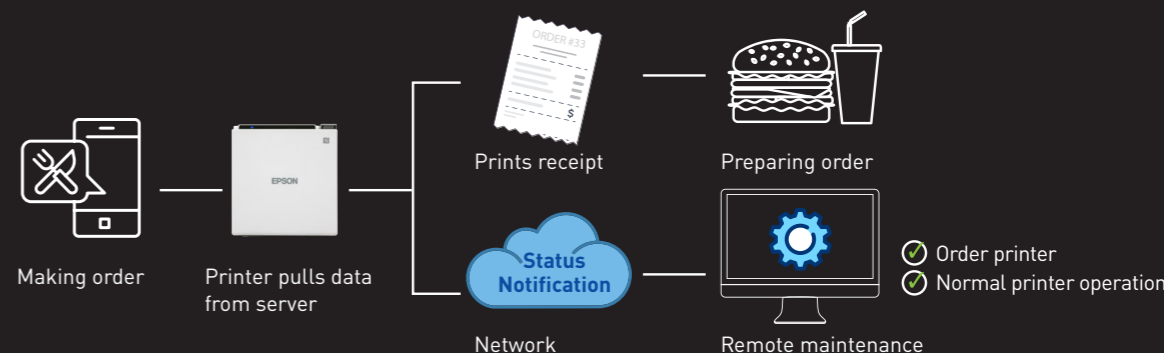 ORDER #33
$
Prints receipt
Preparing order
EPSON
Making order
Printer pulls data
from server
Status
Notification
Network
Remote maintenance
Order printer
Normal printer operation